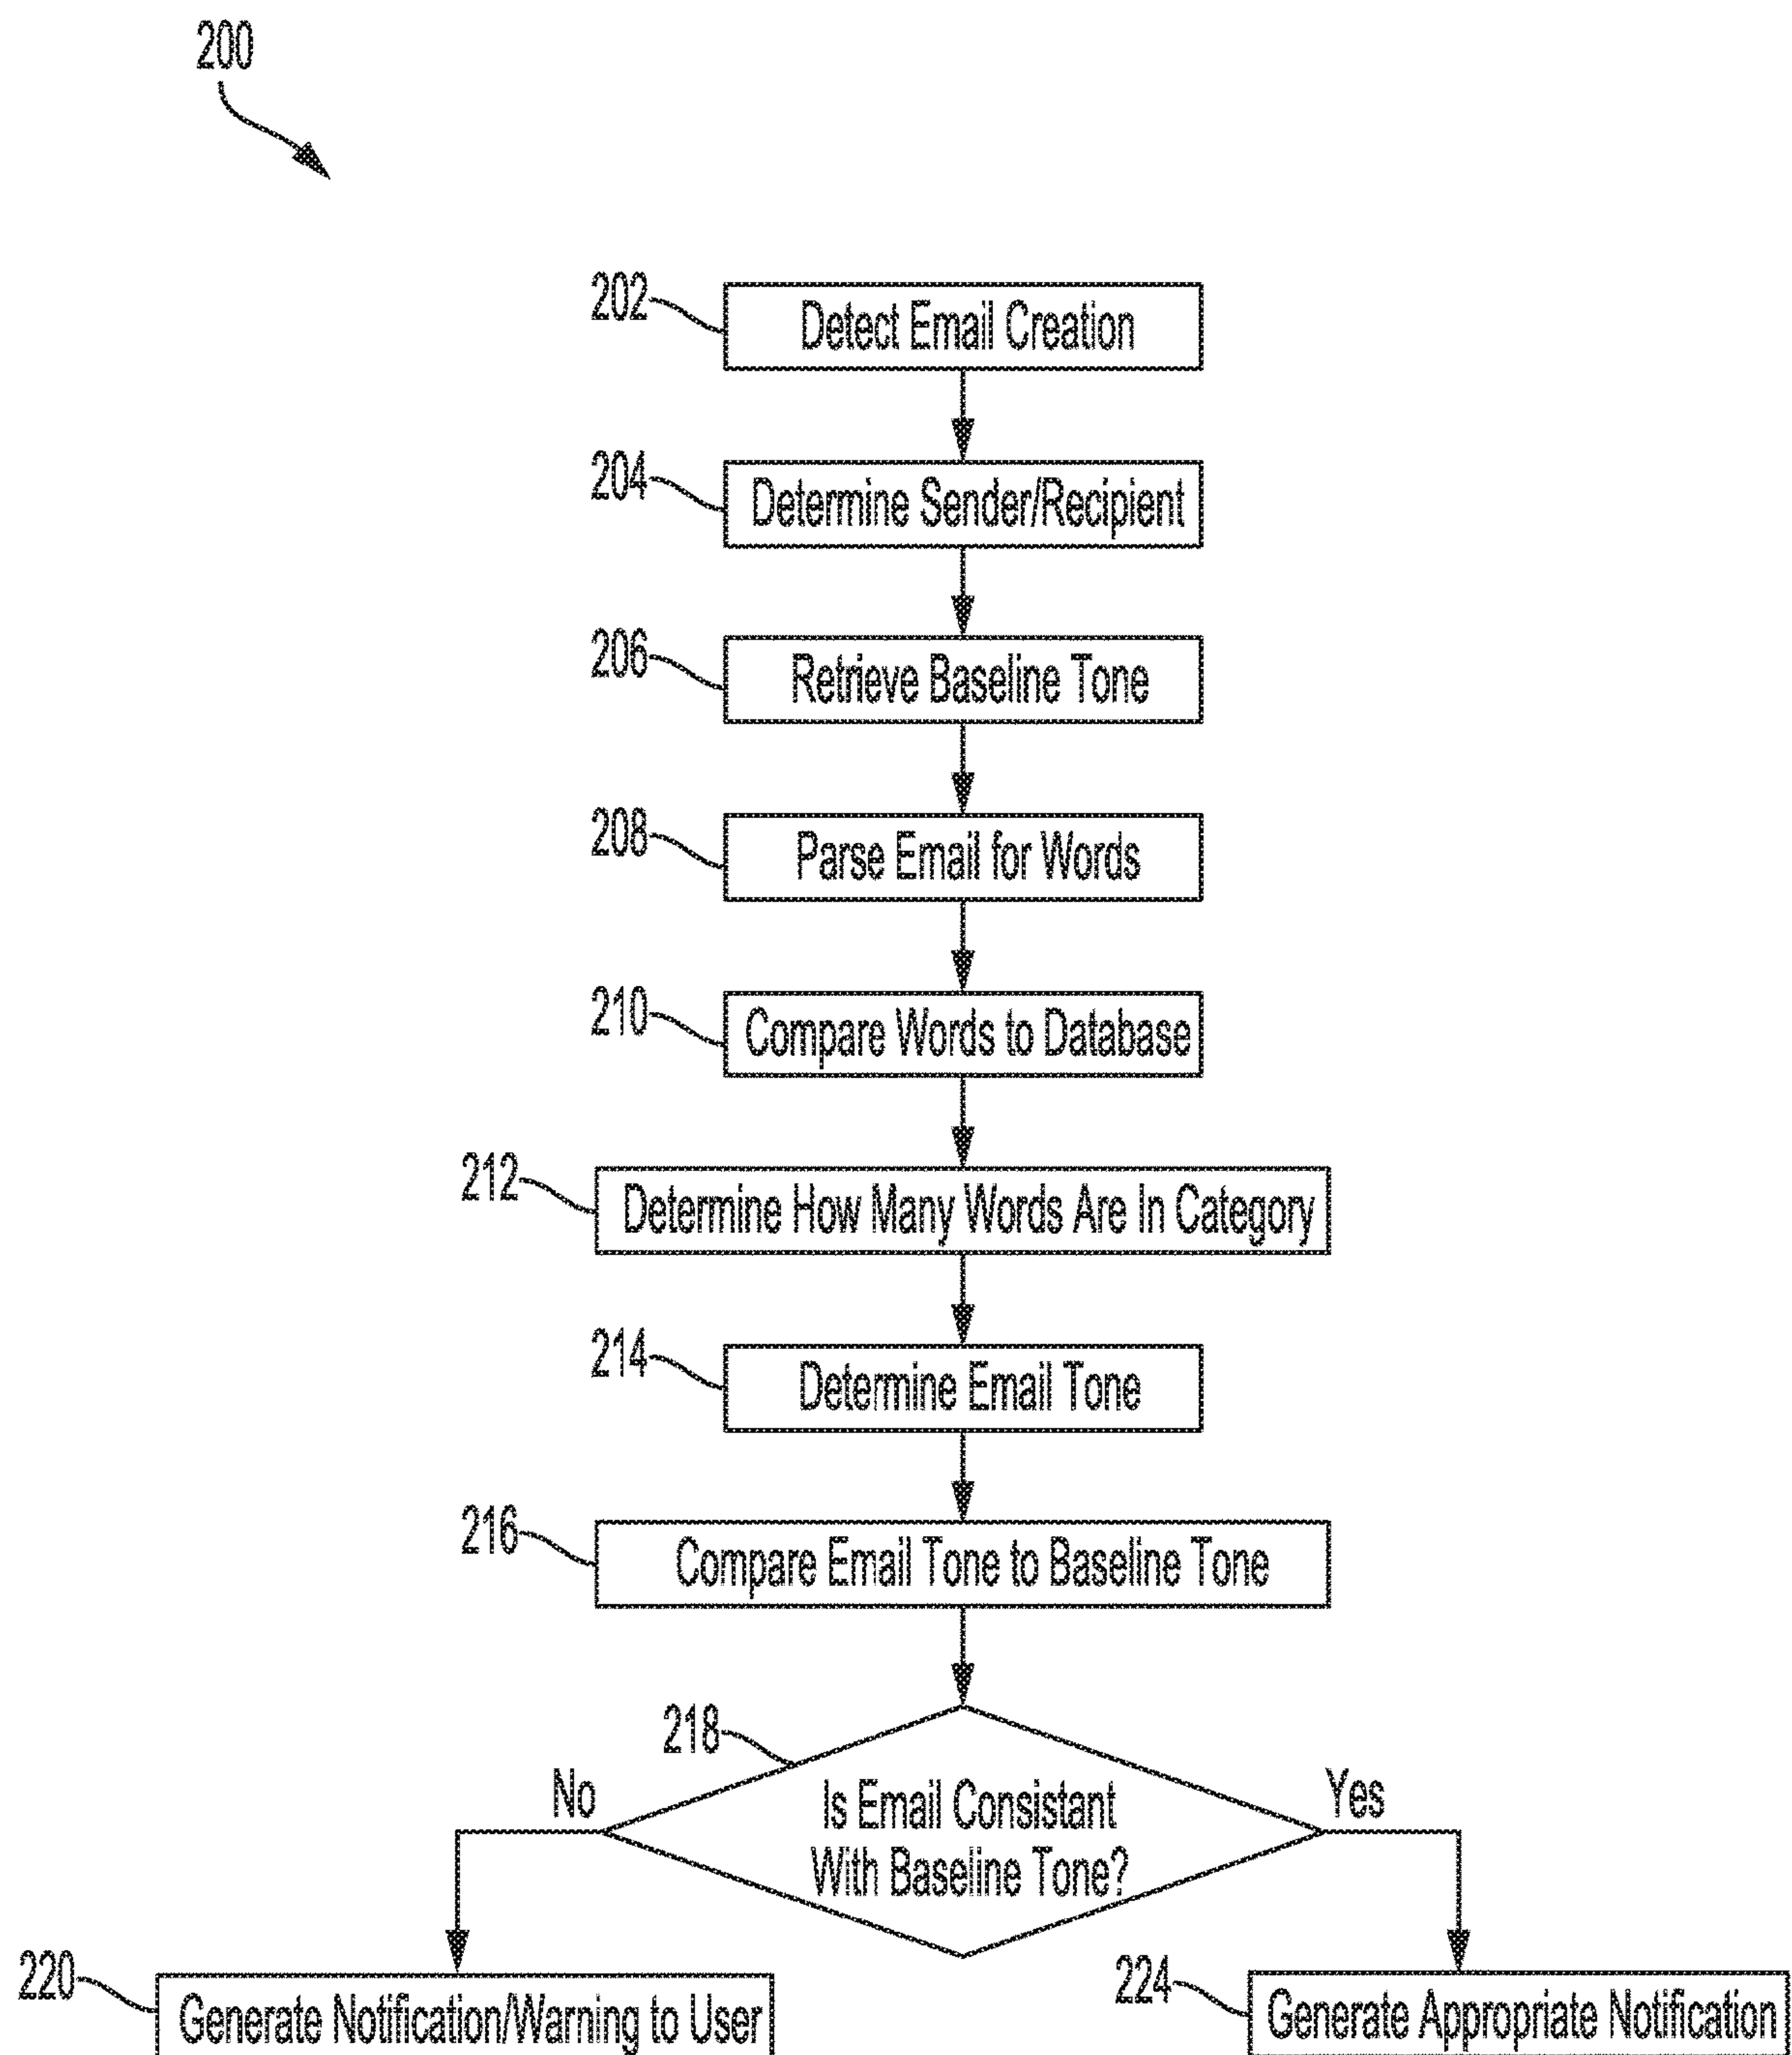 200
202
Detect Email Creation
204
Determine Sender/Recipient
206
Retrieve Baseline Tone
208
Parse Email for Words
210
Compare Words to Database
212
Determine How Many Words Are In Category
214
Determine Email Tone
216
Compare Email Tone to Baseline Tone
218
No
Is Email Consistant
Yes
With Baseline Tone?
220
Generate Notification/Warning to User
224
Generate Appropriate Notification